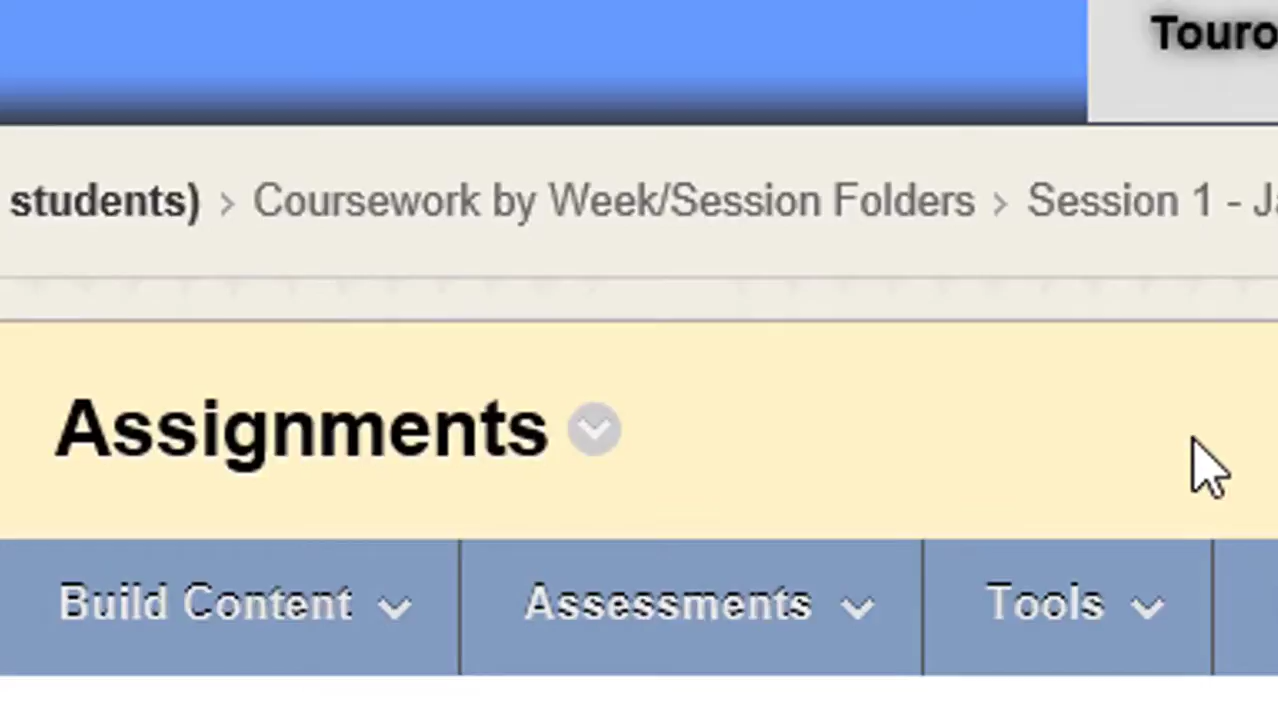 Touro
students) > Coursework by Week/Session Folders > Session 1 -
Assignments
Build Content Assessments Tools